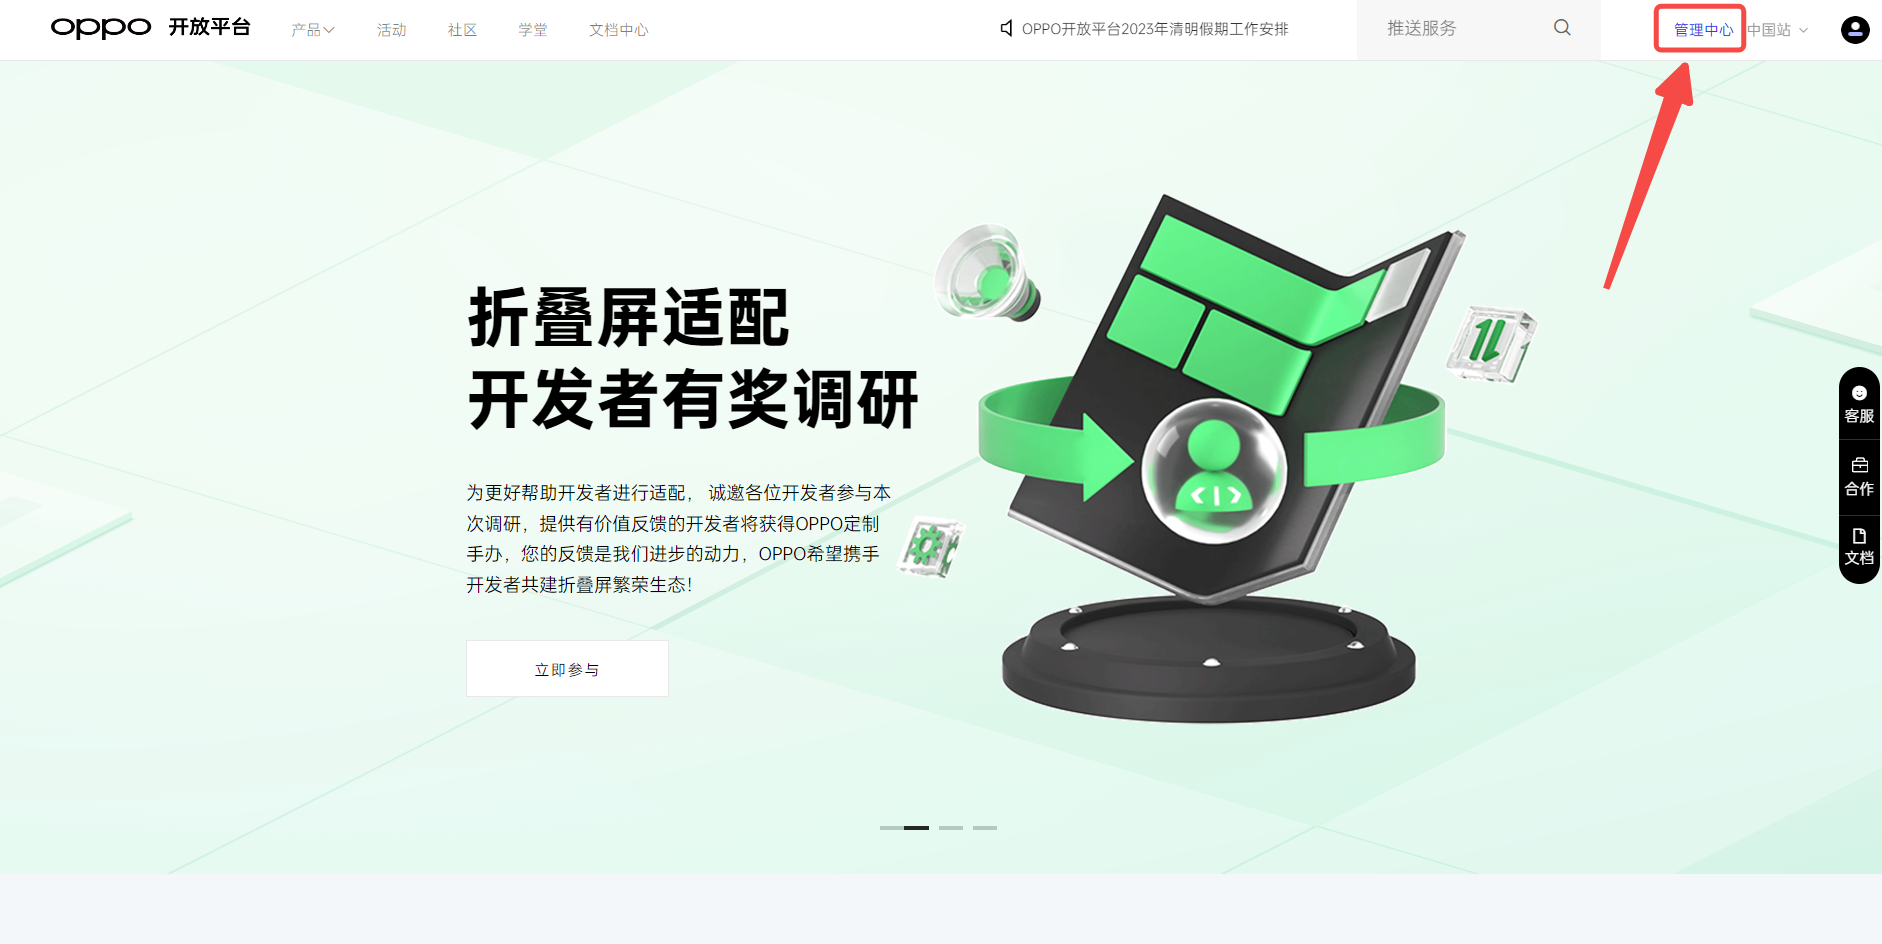 oppo 开放平台
产品
活动
社区
学堂
文档中心
OPPO开放平台2023年清明假期工作安排
推送服务
管理中心
中国站
折叠屏适配
开发者有奖调研
为更好帮助开发者进行适配， 诚邀各位开发者参与本
次调研，提供有价值反馈的开发者将获得OPPO定制
手办，您的反馈是我们进步的动力，OPPO希望携手
开发者共建折叠屏繁荣生态！
立即参与
客服
合作
文档